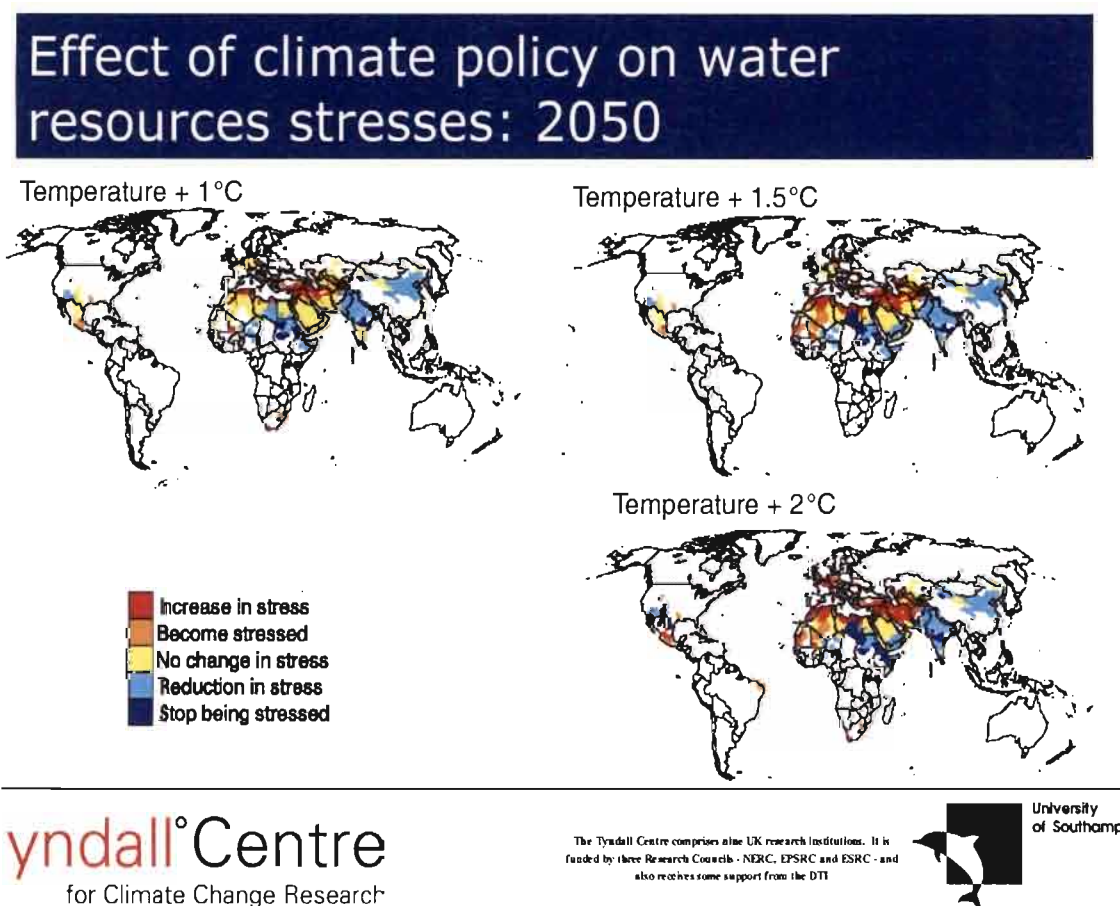 Effect of climate policy on water
resources stresses: 2050
Temperature + 1°C
Temperature + 1.5°C
Temperature + 2°C
Increase in stress
Become stressed
No change in stress
Reduction in stress
Stop being stressed
yndall°Centre
for Climate Change Research
The Tyndall Centre comprises nine UK research institutions. It is
funded by three Research Councils - NERC, EPSRC and ESRC - and
also receives some support from the DTI
University
of Southamp